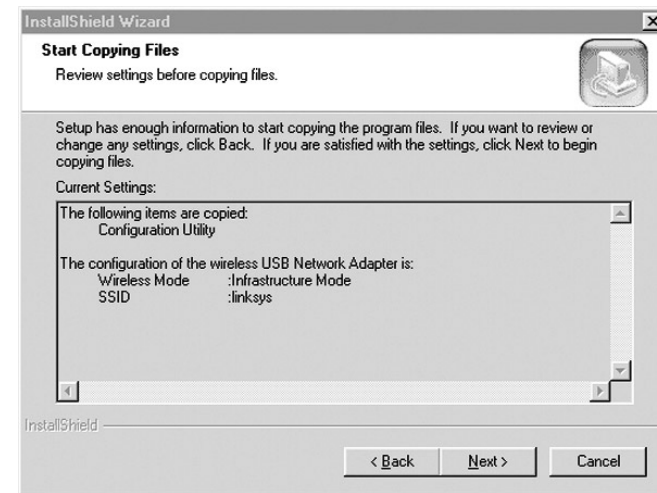 InstallShield Wizard
Start Copying Files
Review settings before copying files.
Setup has enough information to start copying the program files. If you want to review or
change any settings, click Back. If you are satisfied with the settings, click Next to begin
copying files.
Current Settings:
The following items are copied:
Configuration Utility
The configuration of the wireless USB Network Adapter is:
Wireless Mode :Infrastructure Mode
SSID :linksys
InstallShield
< Back Next > Cancel